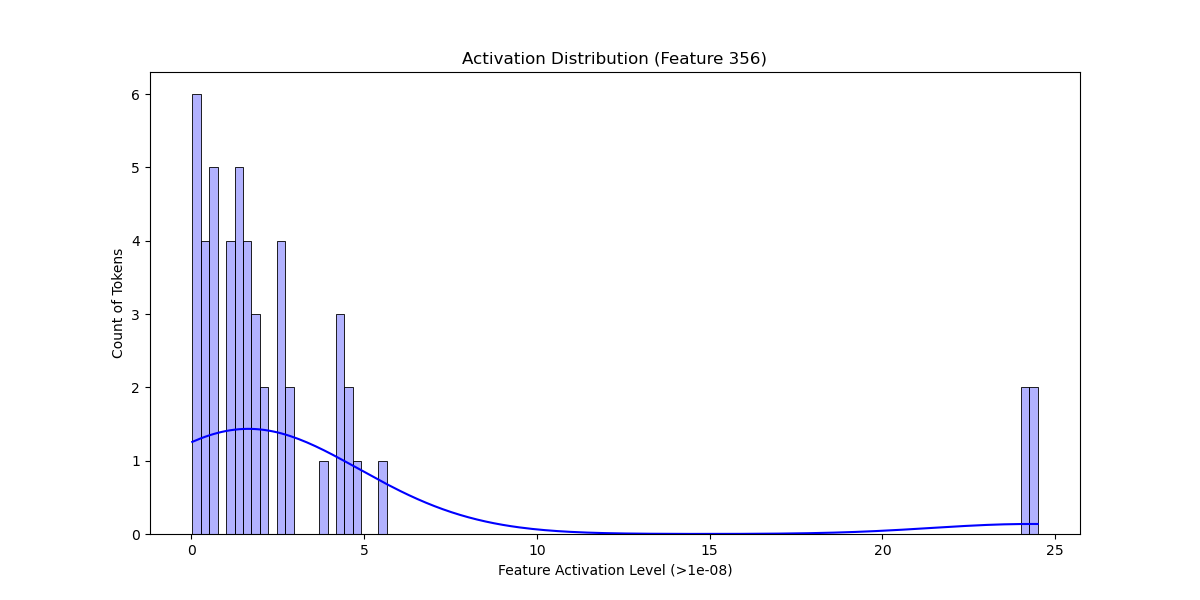 Activation Distribution (Feature 356)
6
5
4
3
2
1
0
Count of Tokens
0 5 10 15 20 25
Feature Activation Level (>1e-08)